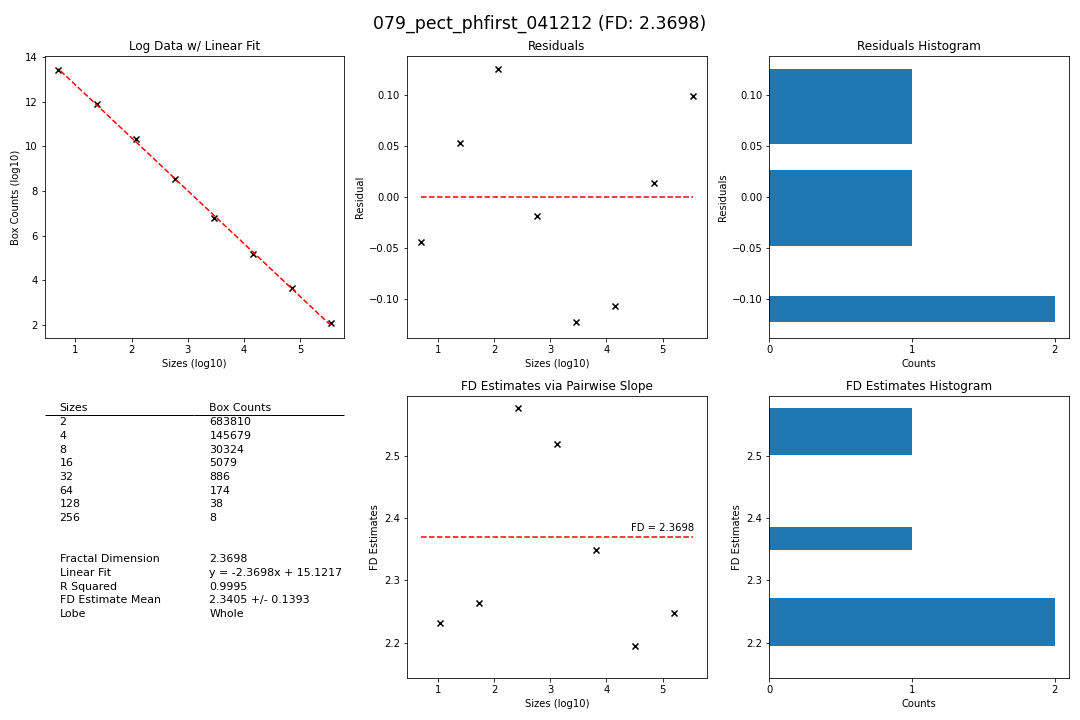 079_pect_phfirst_041212 (FD: 2.3698)
Log Data w/ Linear Fit
Box Counts (log10)
14
12
10
8
6
4
2
1
2
3
4
5
Sizes (log10)
Residuals
Residual
0.10
0.05
0.00
−0.05
−0.10
1
2
3
4
5
Sizes (log10)
Residuals Histogram
Residuals
0.10
0.05
0.00
−0.05
−0.10
0
1
2
Counts
Sizes Box Counts
2 683810
4 145679
8 30324
16 5079
32 886
64 174
128 38
256 8
Fractal Dimension 2.3698
Linear Fit y = -2.3698x + 15.1217
R Squared 0.9995
FD Estimate Mean 2.3405 +/- 0.1393
Lobe Whole
FD Estimates via Pairwise Slope
FD Estimates
2.5
2.4
2.3
2.2
FD = 2.3698
1
2
3
4
5
Sizes (log10)
FD Estimates Histogram
FD Estimates
2.5
2.4
2.3
2.2
0
1
2
Counts